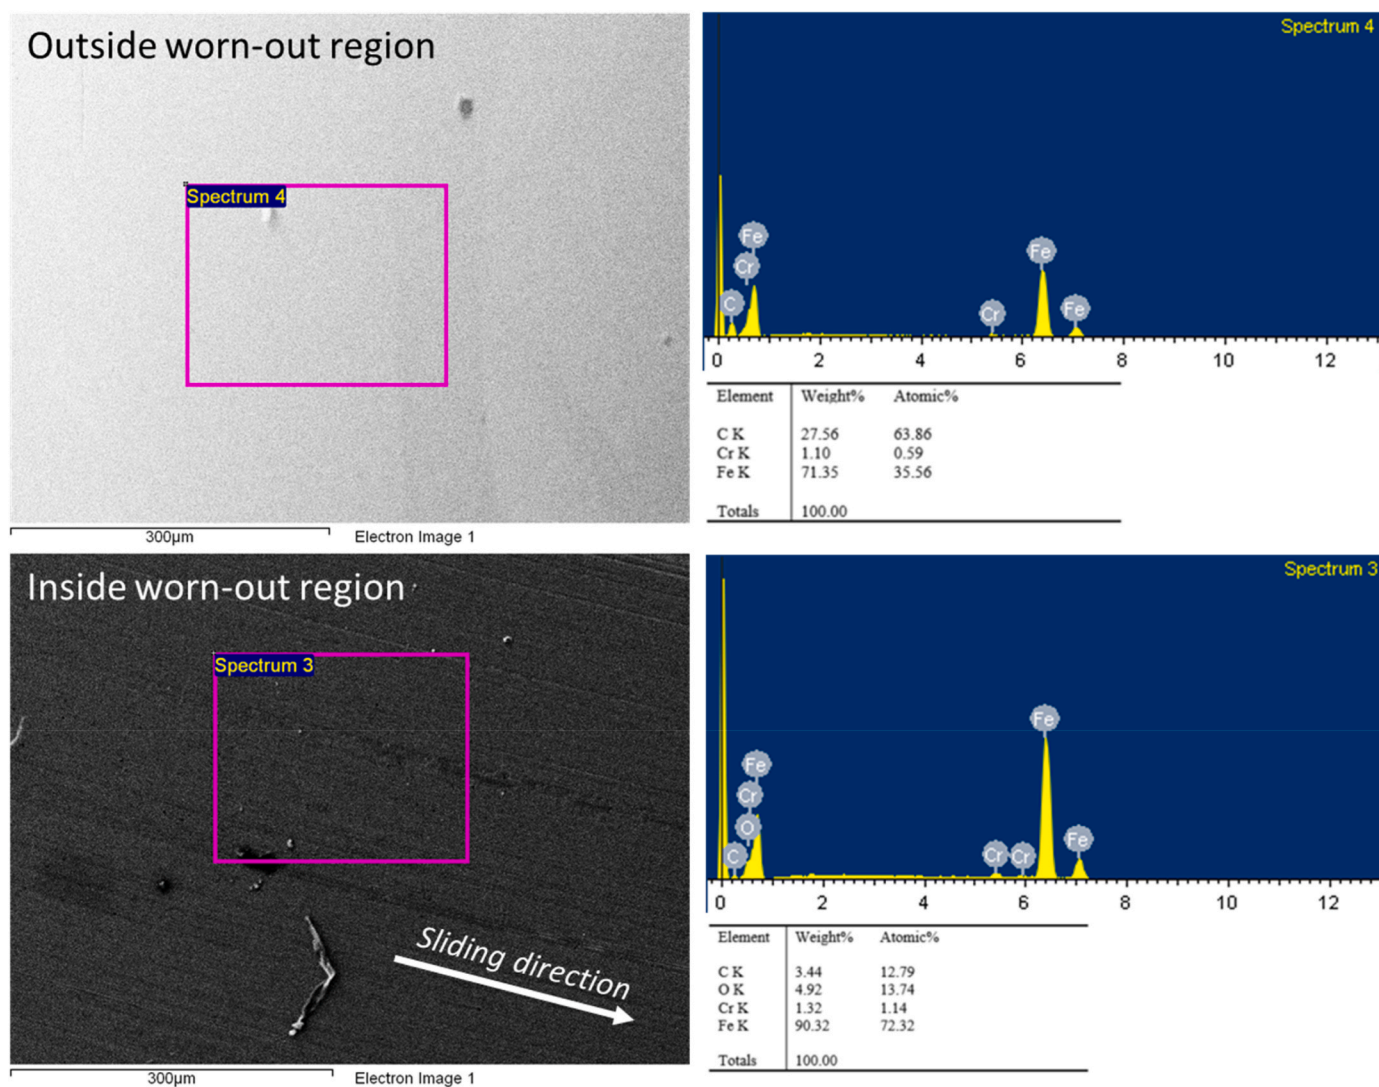 Outside worn-out region
Spectrum 4
300µm Electron Image 1
Spectrum 4
Fe
Cr
C
Cr
Fe
Fe
0 2 4 6 8 10 12
Element Weight% Atomic%
C K 27.56 63.86
Cr K 1.10 0.59
Fe K 71.35 35.56
Totals 100.00
Inside worn-out region
Spectrum 3
Sliding direction
300µm Electron Image 1
Spectrum 3
Fe
Cr
O
C
Cr
Cr
Fe
Fe
0 2 4 6 8 10 12
Element Weight% Atomic%
C K 3.44 12.79
O K 4.92 13.74
Cr K 1.32 1.14
Fe K 90.32 72.32
Totals 100.00